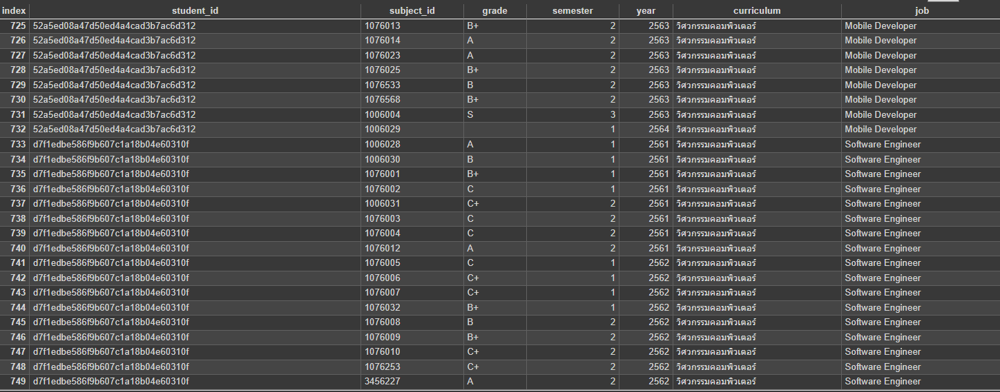 index student_id subject_id grade semester year curriculum job
725 52a5ed08a47d50ed4a4cad3b7ac6d312 1076013 B+ 2 2563 วิศวกรรมคอมพิวเตอร์ Mobile Developer
726 52a5ed08a47d50ed4a4cad3b7ac6d312 1076014 A 2 2563 วิศวกรรมคอมพิวเตอร์ Mobile Developer
727 52a5ed08a47d50ed4a4cad3b7ac6d312 1076023 A 2 2563 วิศวกรรมคอมพิวเตอร์ Mobile Developer
728 52a5ed08a47d50ed4a4cad3b7ac6d312 1076025 B+ 2 2563 วิศวกรรมคอมพิวเตอร์ Mobile Developer
729 52a5ed08a47d50ed4a4cad3b7ac6d312 1076533 B 2 2563 วิศวกรรมคอมพิวเตอร์ Mobile Developer
730 52a5ed08a47d50ed4a4cad3b7ac6d312 1076568 B+ 2 2563 วิศวกรรมคอมพิวเตอร์ Mobile Developer
731 52a5ed08a47d50ed4a4cad3b7ac6d312 1006004 S 3 2563 วิศวกรรมคอมพิวเตอร์ Mobile Developer
732 52a5ed08a47d50ed4a4cad3b7ac6d312 1006029 1 2564 วิศวกรรมคอมพิวเตอร์ Mobile Developer
733 d7f1edbe586f9b607c1a18b04e60310f 1006028 A 1 2561 วิศวกรรมคอมพิวเตอร์ Software Engineer
734 d7f1edbe586f9b607c1a18b04e60310f 1006030 B 1 2561 วิศวกรรมคอมพิวเตอร์ Software Engineer
735 d7f1edbe586f9b607c1a18b04e60310f 1076001 B+ 1 2561 วิศวกรรมคอมพิวเตอร์ Software Engineer
736 d7f1edbe586f9b607c1a18b04e60310f 1076002 C 1 2561 วิศวกรรมคอมพิวเตอร์ Software Engineer
737 d7f1edbe586f9b607c1a18b04e60310f 1006031 C+ 2 2561 วิศวกรรมคอมพิวเตอร์ Software Engineer
738 d7f1edbe586f9b607c1a18b04e60310f 1076003 C 2 2561 วิศวกรรมคอมพิวเตอร์ Software Engineer
739 d7f1edbe586f9b607c1a18b04e60310f 1076004 C 2 2561 วิศวกรรมคอมพิวเตอร์ Software Engineer
740 d7f1edbe586f9b607c1a18b04e60310f 1076012 A 2 2561 วิศวกรรมคอมพิวเตอร์ Software Engineer
741 d7f1edbe586f9b607c1a18b04e60310f 1076005 C 1 2562 วิศวกรรมคอมพิวเตอร์ Software Engineer
742 d7f1edbe586f9b607c1a18b04e60310f 1076006 C+ 1 2562 วิศวกรรมคอมพิวเตอร์ Software Engineer
743 d7f1edbe586f9b607c1a18b04e60310f 1076007 C+ 1 2562 วิศวกรรมคอมพิวเตอร์ Software Engineer
744 d7f1edbe586f9b607c1a18b04e60310f 1076032 B+ 1 2562 วิศวกรรมคอมพิวเตอร์ Software Engineer
745 d7f1edbe586f9b607c1a18b04e60310f 1076008 B 2 2562 วิศวกรรมคอมพิวเตอร์ Software Engineer
746 d7f1edbe586f9b607c1a18b04e60310f 1076009 B+ 2 2562 วิศวกรรมคอมพิวเตอร์ Software Engineer
747 d7f1edbe586f9b607c1a18b04e60310f 1076010 C+ 2 2562 วิศวกรรมคอมพิวเตอร์ Software Engineer
748 d7f1edbe586f9b607c1a18b04e60310f 1076253 C+ 2 2562 วิศวกรรมคอมพิวเตอร์ Software Engineer
749 d7f1edbe586f9b607c1a18b04e60310f 3456227 A 2 2562 วิศวกรรมคอมพิวเตอร์ Software Engineer